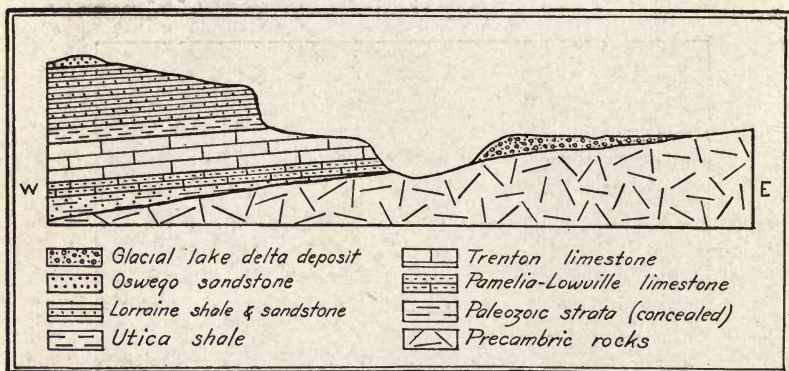 W
E
Glacial lake delta deposit
Oswego sandstone
Lorraine shale & sandstone
Utica shale
Trenton limestone
Pamelia-Lowville limestone
Paleozoic strata (concealed)
Precambric rocks